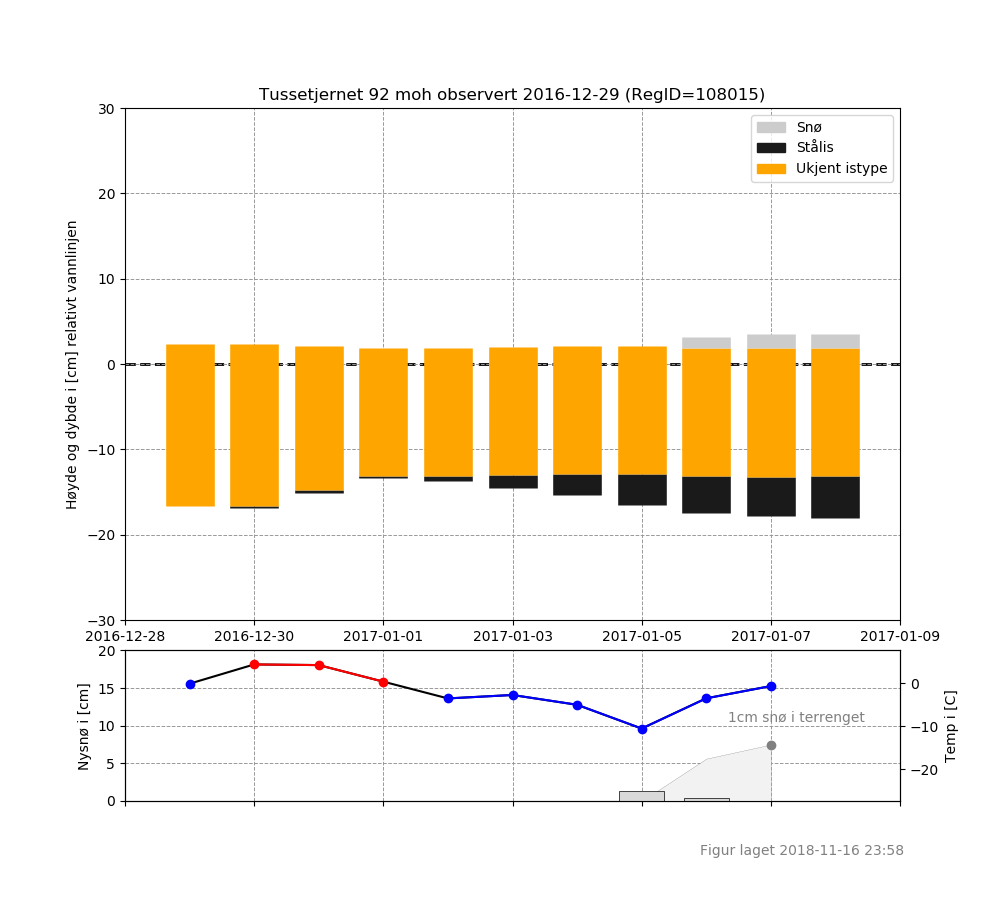 Tussetjernet 92 moh observert 2016-12-29 (RegID=108015)
Høyde og dybde i [cm] relativt vannlinjen
30
20
10
0
−10
−20
−30
Snø
Stålis
Ukjent istype
2016-12-28
2016-12-30
2017-01-01
2017-01-03
2017-01-05
2017-01-07
2017-01-09
Nysnø i [cm]
20
15
10
5
0
1cm snø i terrenget
0
−10
−20
Temp i [C]
Figur laget 2018-11-16 23:58